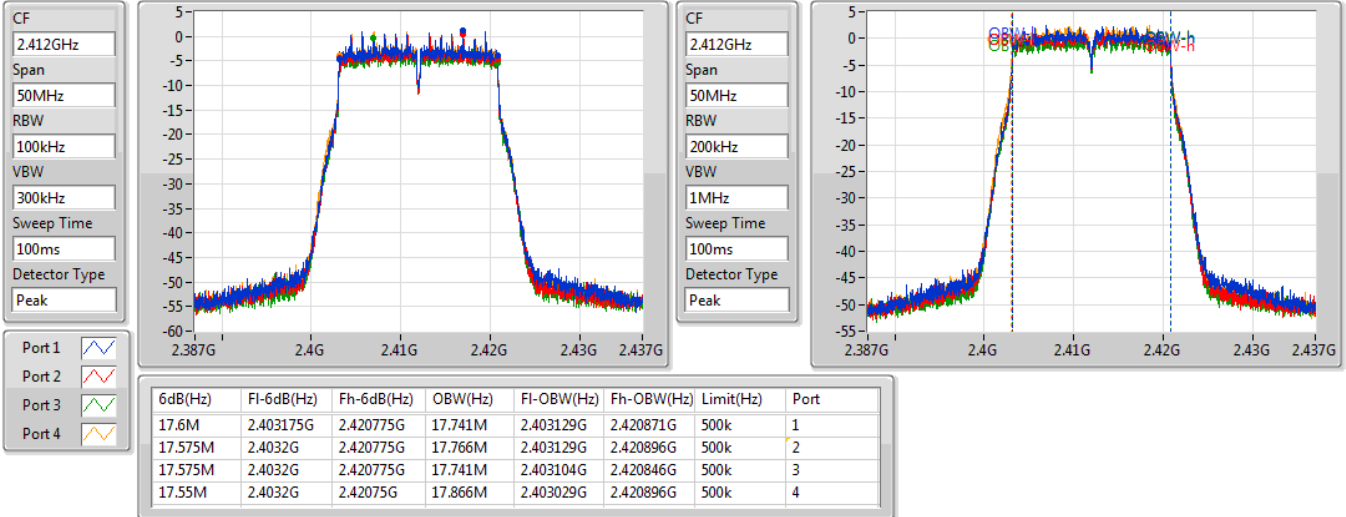 CF
2.412GHz
Span
50MHz
RBW
100kHz
VBW
300kHz
Sweep Time
100ms
Detector Type
Peak
5
0
-5
-10
-15
-20
-25
-30
-35
-40
-45
-50
-55
-60
2.387G 2.4G 2.41G 2.42G 2.43G 2.437G
CF
2.412GHz
Span
50MHz
RBW
200kHz
VBW
1MHz
Sweep Time
100ms
Detector Type
Peak
5
0
-5
-10
-15
-20
-25
-30
-35
-40
-45
-50
-55
2.387G 2.4G 2.41G 2.42G 2.43G 2.437G
Port 1
Port 2
Port 3
Port 4
6dB(Hz) Fl-6dB(Hz) Fh-6dB(Hz) OBW(Hz) Fl-OBW(Hz) Fh-OBW(Hz) Limit(Hz) Port
17.6M 2.403175G 2.420775G 17.741M 2.403129G 2.420871G 500k 1
17.575M 2.4032G 2.420775G 17.766M 2.403129G 2.420896G 500k 2
17.575M 2.4032G 2.420775G 17.741M 2.403104G 2.420846G 500k 3
17.55M 2.4032G 2.42075G 17.866M 2.403029G 2.420896G 500k 4